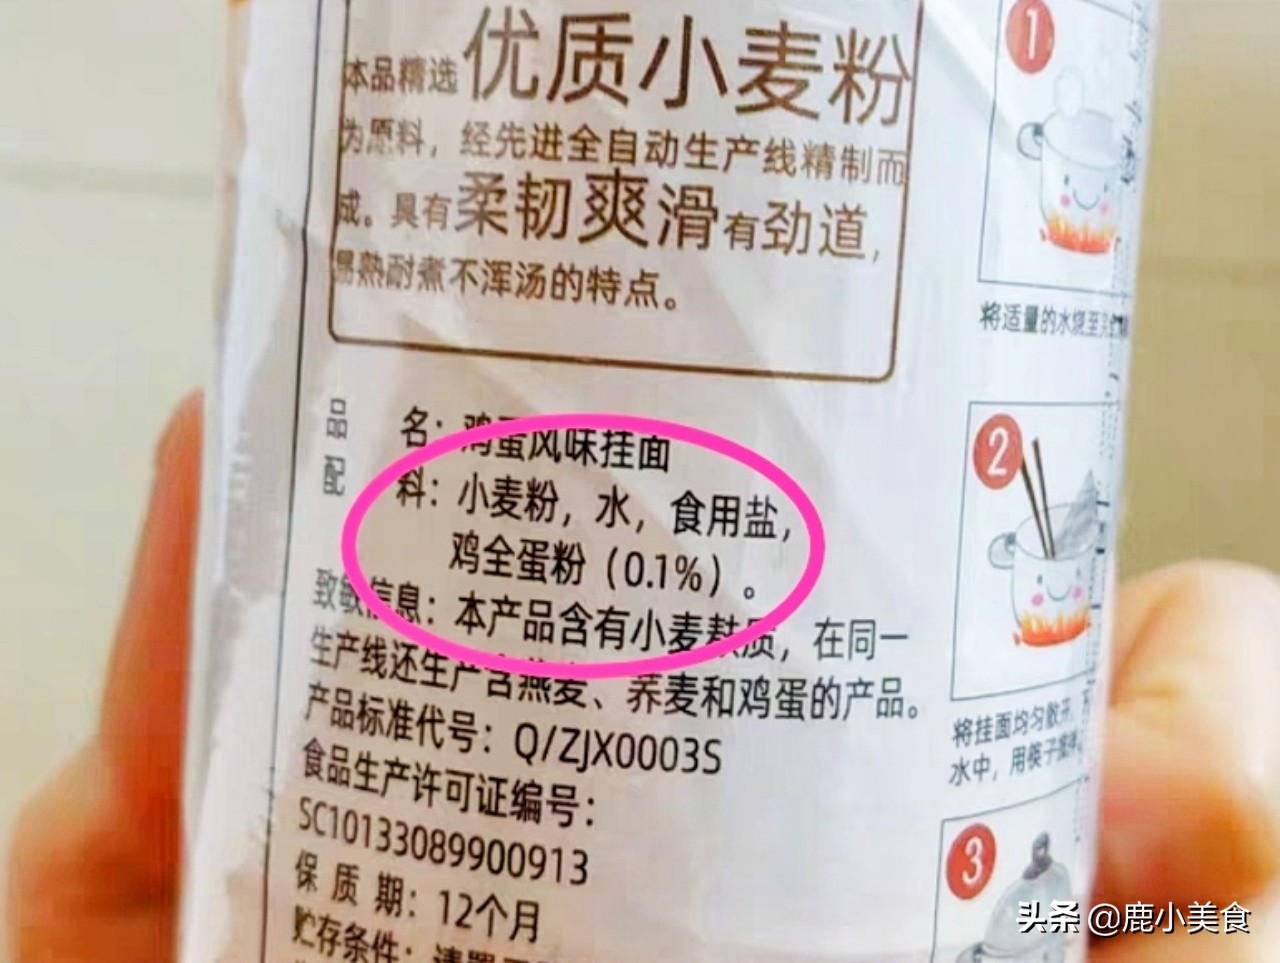 本品精选优质小麦粉
为原料，经先进全自动生产线精制而
成。具有柔韧爽滑有劲道，
易熟耐煮不浑汤的特点。
品 名：鸡蛋风味挂面
配 料：小麦粉，水，食用盐，
鸡全蛋粉（0.1%）。
致敏信息：本产品含有小麦麸质，在同一
生产线还生产含燕麦、荞麦和鸡蛋的产品。
产品标准代号：Q/ZJX0003S
食品生产许可证编号：
SC10133089900913
保 质 期：12个月
贮存条件：请置
1
将适量的水烧至
2
将挂面均匀散开，
水中，用筷子搅拌
3
头条 @鹿小美食